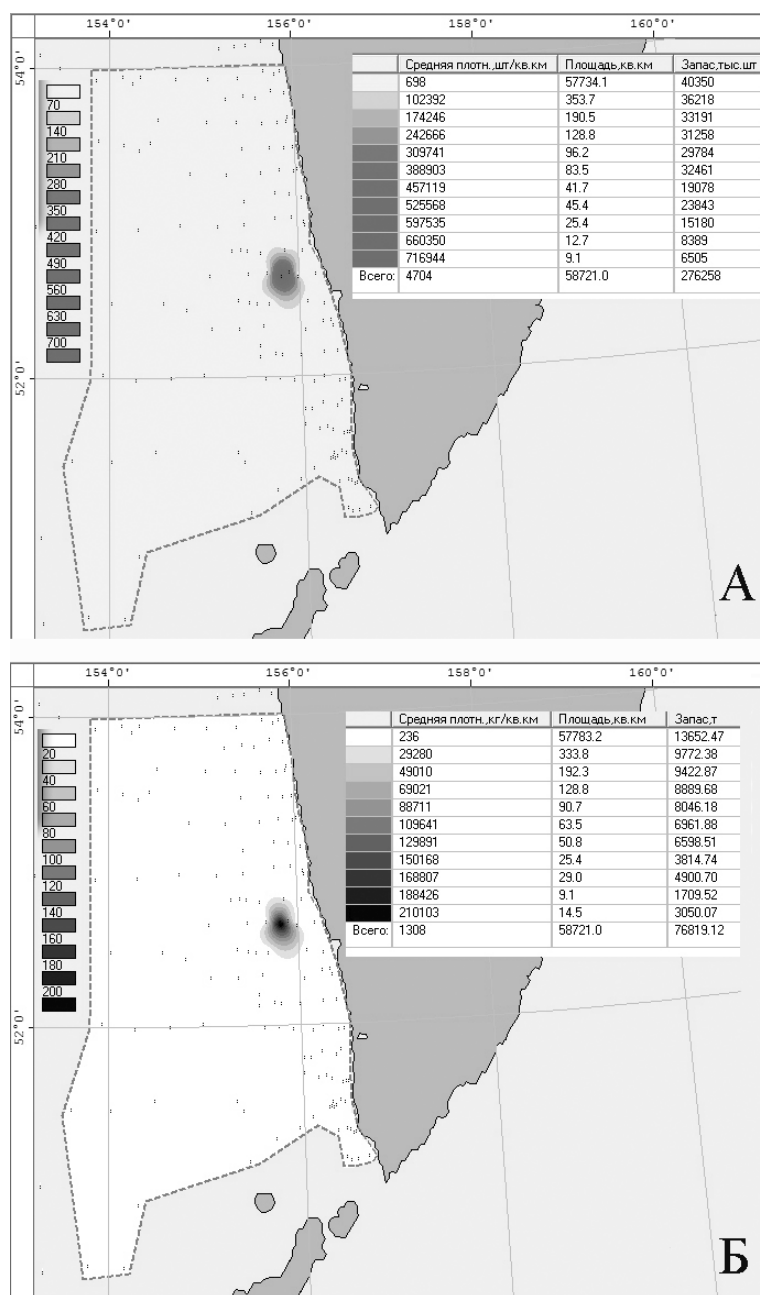 154°0' 156°0' 158°0' 160°0'
54°0'
52°0'
70
140
210
280
350
420
490
560
630
700
Средняя плотн.,шт/кв.км Площадь,кв.км Запас,тыс.шт
698 57734.1 40350
102392 353.7 36218
174246 190.5 33191
242666 128.8 31258
309741 96.2 29784
388903 83.5 32461
457119 41.7 19078
525568 45.4 23843
597535 25.4 15180
660350 12.7 8389
716944 9.1 6505
Всего: 4704 58721.0 276258
А
154°0' 156°0' 158°0' 160°0'
54°0'
52°0'
20
40
60
80
100
120
140
160
180
200
Средняя плотн.,кг/кв.км Площадь,кв.км Запас,т
236 57783.2 13652.47
29280 333.8 9772.38
49010 192.3 9422.87
69021 128.8 8889.68
88711 90.7 8046.18
109641 63.5 6961.88
129891 50.8 6598.51
150168 25.4 3814.74
168807 29.0 4900.70
188426 9.1 1709.52
210103 14.5 3050.07
Всего: 1308 58721.0 76819.12
Б